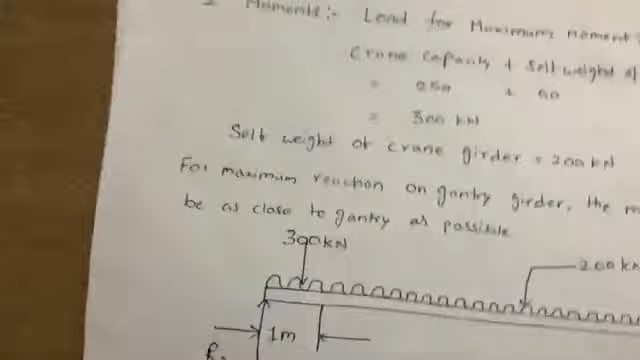 Moments:- Load for Maximum moment
Crane capacity + Self weight of
= 250 + 50
= 300 kN
Self weight of crane girder = 200 kN
For maximum reaction on gantry girder, the
be as close to gantry as possible
300kN
200 kN
1m
R